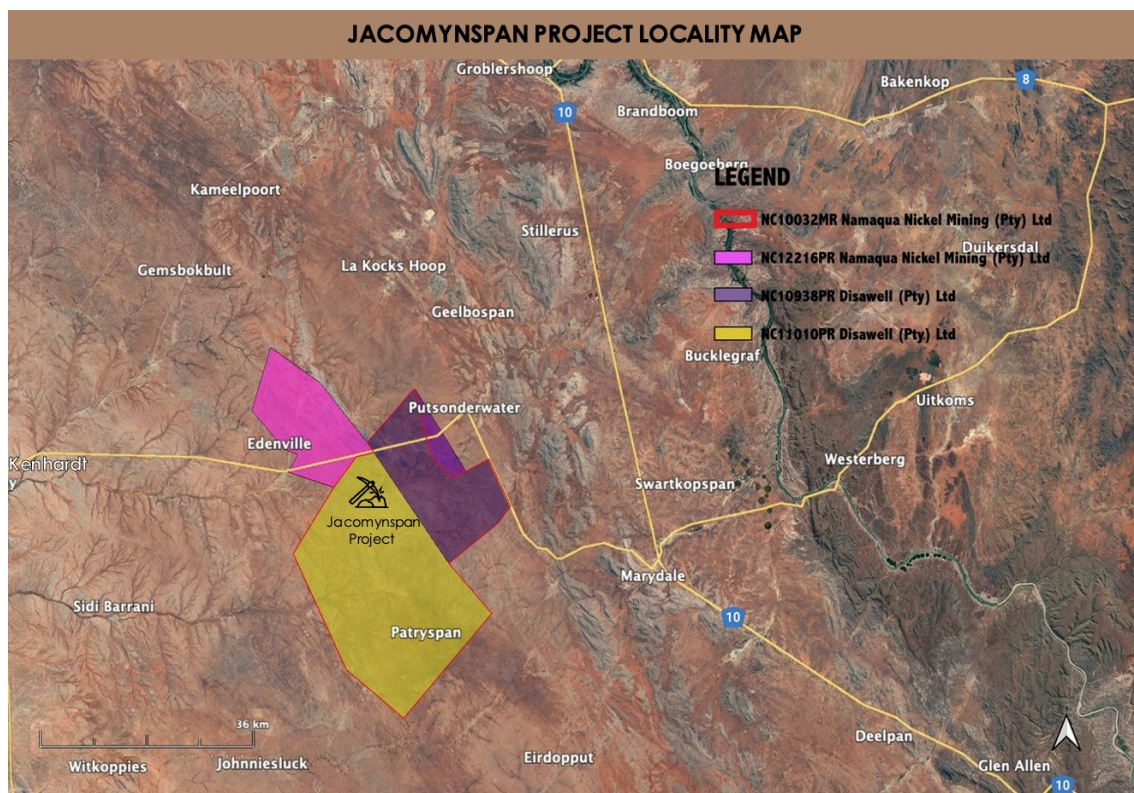 JACOMYNSPAN PROJECT LOCALITY MAP
Groblershoop
Bakenkop
8
10
Brandboom
Boegoeberg
LEGEND
Kameelpoort
NC10032MR Namaqua Nickel Mining (Pty) Ltd
Stillerus
Duikersdal
NC12216PR Namaqua Nickel Mining (Pty) Ltd
La Kocks Hoop
Gemsbokbult
NC10938PR Disawell (Pty) Ltd
Geelbospan
NC11010PR Disawell (Pty) Ltd
Bucklegraf
Uitkoms
Putsonderwater
Edenville
Kenhardt
y
Westerberg
Swartkopspan
Jacomynspan
Project
Marydale
Sidi Barrani
10
Patryspan
36 km
Deelpan
Eirdopput
Johnniesluck
Witkoppies
Glen Allen
10